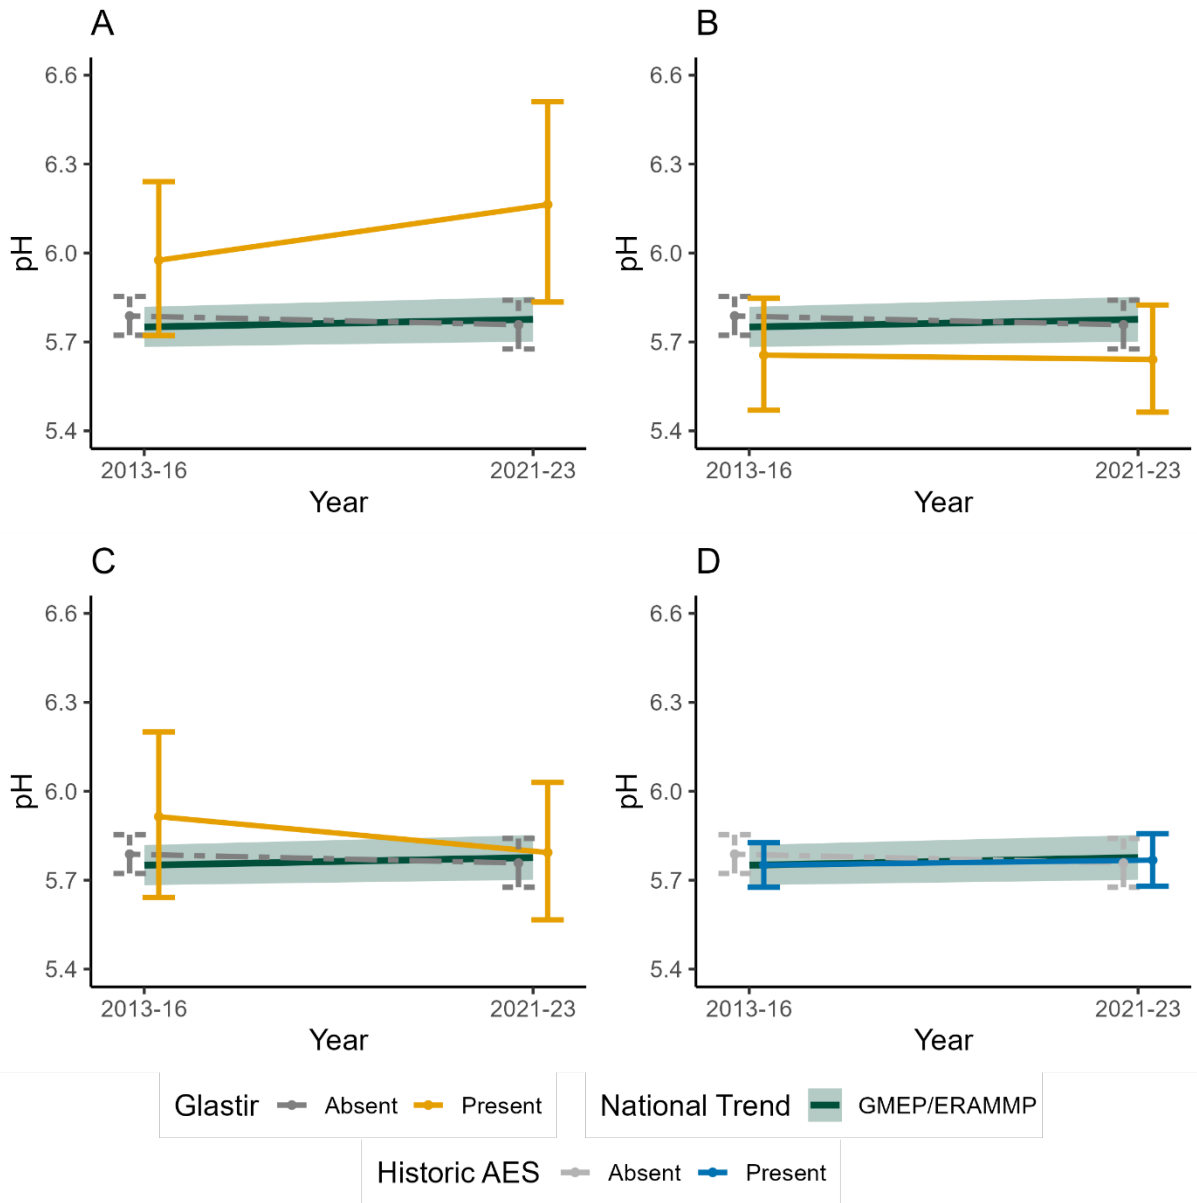 A
pH
6.6
6.3
6.0
5.7
5.4
2013-16 2021-23
Year
B
pH
6.6
6.3
6.0
5.7
5.4
2013-16 2021-23
Year
C
pH
6.6
6.3
6.0
5.7
5.4
2013-16 2021-23
Year
D
pH
6.6
6.3
6.0
5.7
5.4
2013-16 2021-23
Year
Glastir Absent Present
National Trend GMEP/ERAMMP
Historic AES Absent Present